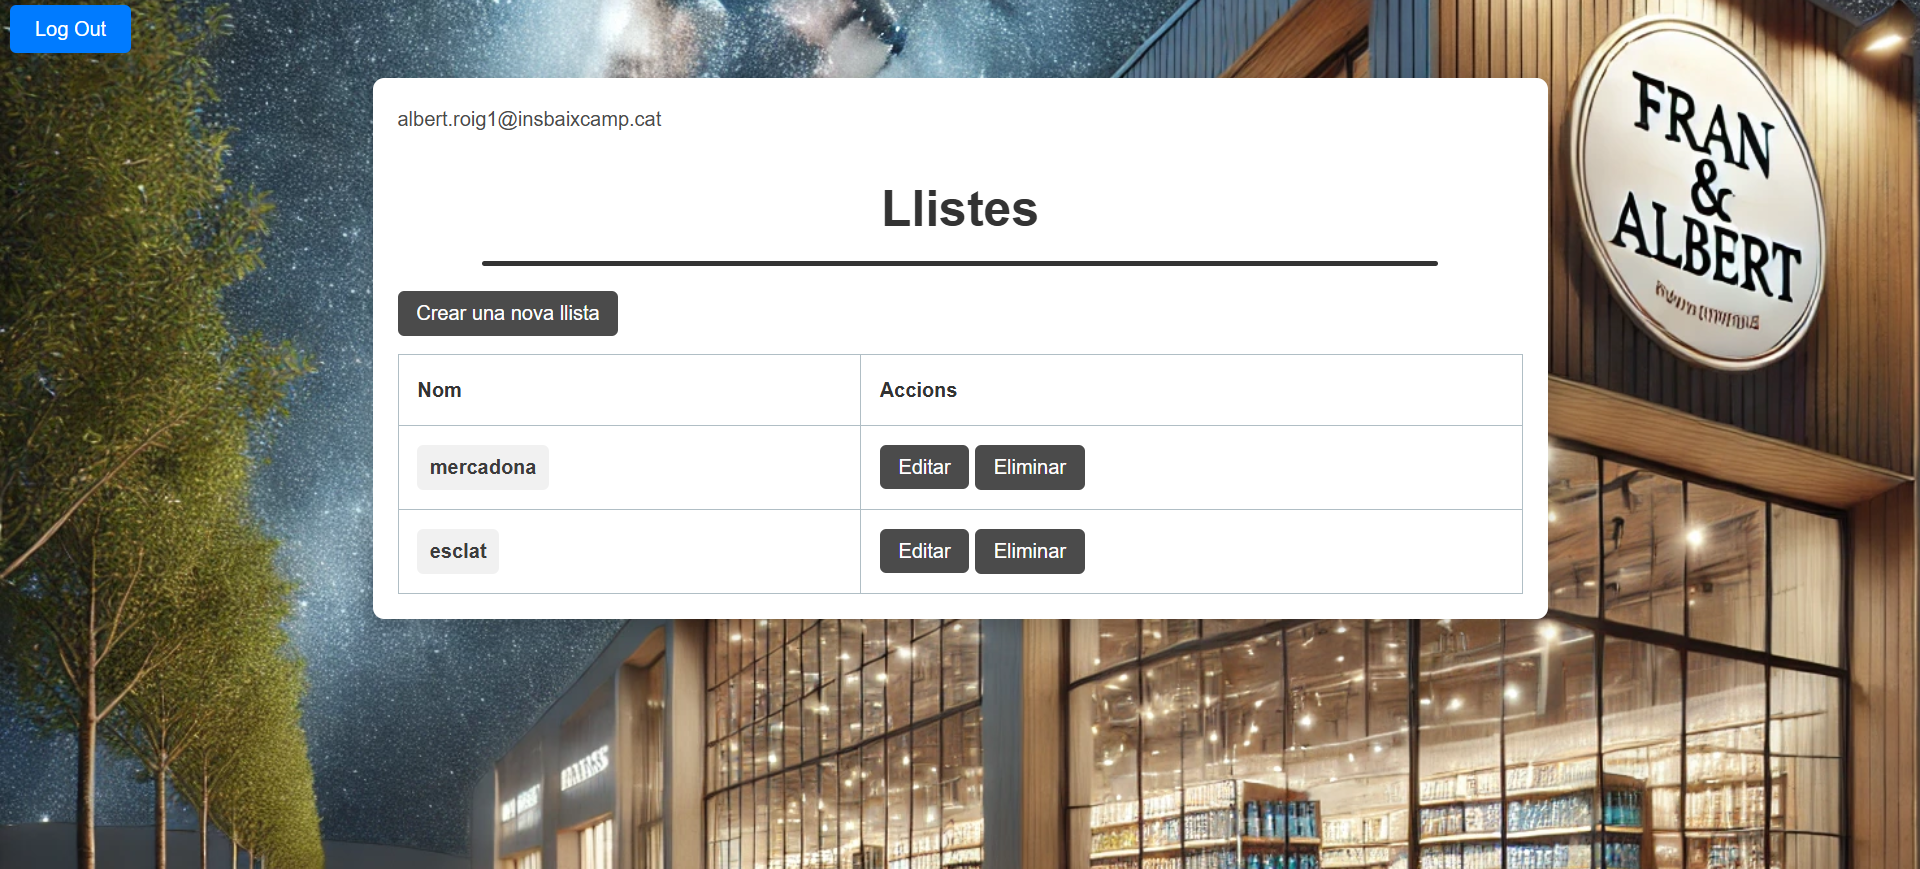 Log Out
albert.roig1@insbaixcamp.cat
Llistes
Crear una nova llista
Nom Accions
mercadona Editar Eliminar
esclat Editar Eliminar
FRAN
&
ALBERT